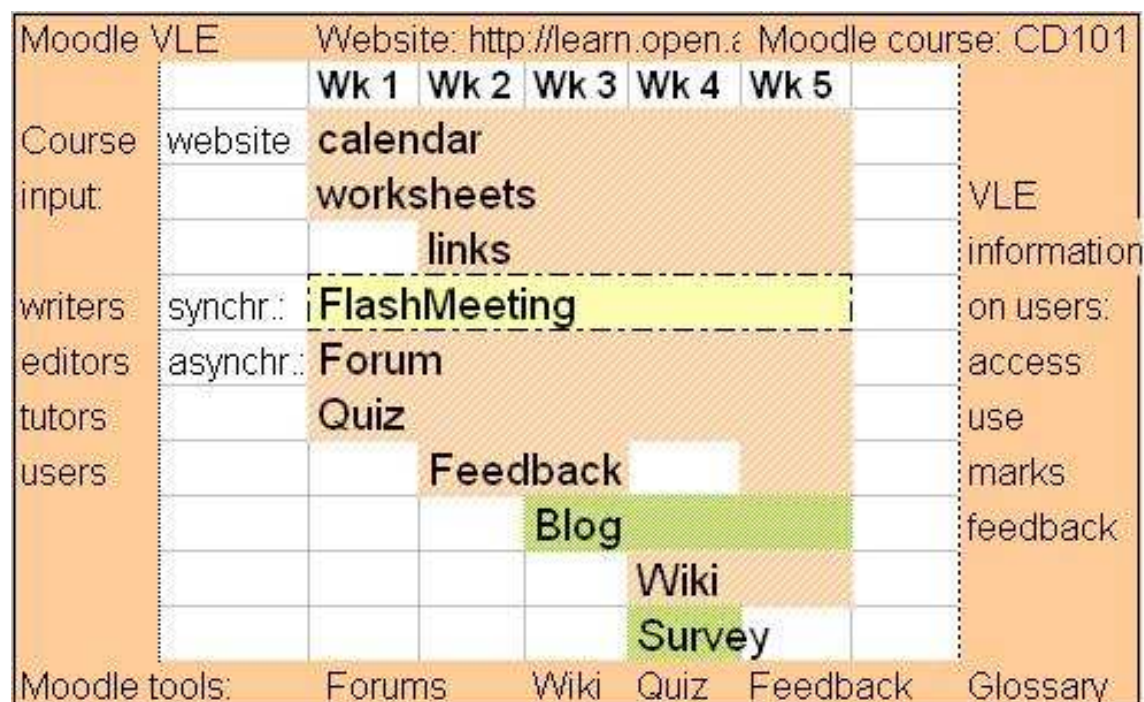 Moodle VLE Website: http://learn.open.a Moodle course: CD101
Wk 1 Wk 2 Wk 3 Wk 4 Wk 5
Course website calendar
input: worksheets VLE
links information
writers synchr.: FlashMeeting on users:
editors asynchr.: Forum access
tutors Quiz use
users Feedback marks
Blog feedback
Wiki
Survey
Moodle tools: Forums Wiki Quiz Feedback Glossary